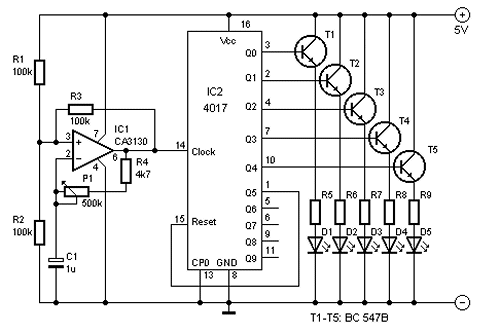 +
5V
16
Vcc
IC2
4017
R1
100k
R3
100k
IC1
CA3130
7
3
+
2
−
6
4
P1
500k
R4
4k7
R2
100k
C1
1u
14
Clock
15
Reset
CP0
GND
13
8
Q0
3
Q1
2
Q2
4
Q3
7
Q4
10
Q5
1
Q6
5
Q7
6
Q8
9
Q9
11
T1
T2
T3
T4
T5
R5
R6
R7
R8
R9
D1
D2
D3
D4
D5
−
T1-T5: BC 547B